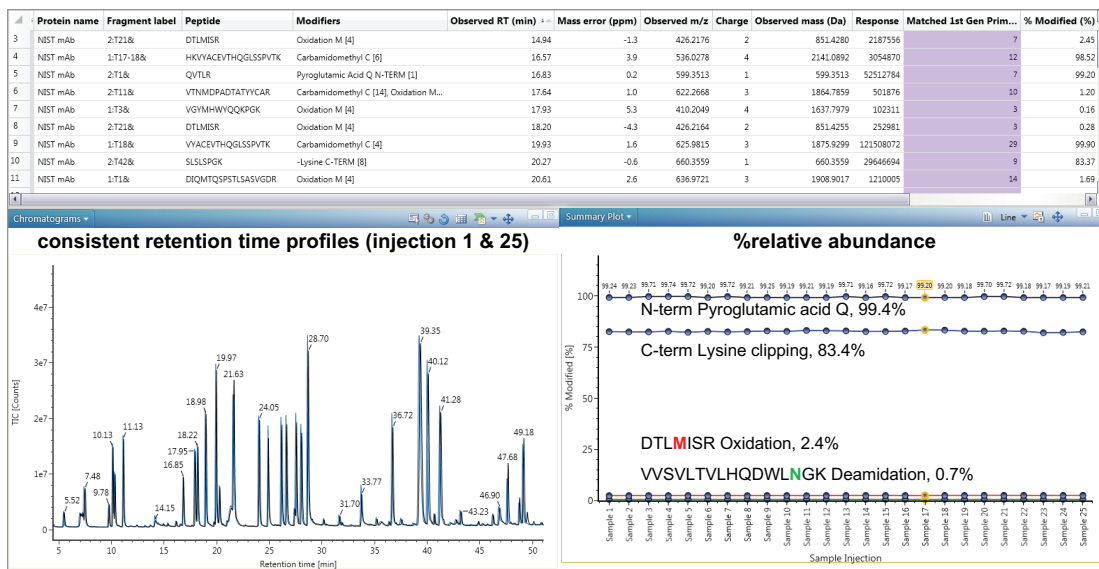 Protein name Fragment label Peptide Modifiers Observed RT (min) Mass error (ppm) Observed m/z Charge Observed mass (Da) Response Matched 1st Gen Prim... % Modified (%)
3 NIST mAb 2:T21& DTLMISR Oxidation M [4] 14.94 -1.3 426.2176 2 851.4280 2187556 7 2.45
4 NIST mAb 1:T17-18& HKVYACEVTHQGLSSPVTK Carbamidomethyl C [6] 16.57 3.9 536.0278 4 2141.0892 3054870 12 98.52
5 NIST mAb 2:T1& QVTLR Pyroglutamic Acid Q N-TERM [1] 16.83 0.2 599.3513 1 599.3513 52512784 7 99.20
6 NIST mAb 2:T11& VTNMDPADTATYYCAR Carbamidomethyl C [14], Oxidation M... 17.64 1.0 622.2668 3 1864.7859 501876 10 1.20
7 NIST mAb 1:T3& VGYMHWYQQKPGK Oxidation M [4] 17.93 5.3 410.2049 4 1637.7979 102311 3 0.16
8 NIST mAb 2:T21& DTLMISR Oxidation M [4] 18.20 -4.3 426.2164 2 851.4255 252981 3 0.28
9 NIST mAb 1:T18& VYACEVTHQGLSSPVTK Carbamidomethyl C [4] 19.93 1.6 625.9815 3 1875.9299 121508072 29 99.90
10 NIST mAb 2:T42& SLSLSPGK -Lysine C-TERM [8] 20.27 -0.6 660.3559 1 660.3559 29646694 9 83.37
11 NIST mAb 1:T1& DIQMTQSPSTLSASVGDR Oxidation M [4] 20.61 2.6 636.9721 3 1908.9017 1210005 14 1.69
Chromatograms
consistent retention time profiles (injection 1 & 25)
TIC [Counts]
4e7
3e7
2e7
1e7
0
5.52
7.48
9.78
10.13
11.13
14.15
16.85
17.95
18.22
18.98
19.97
21.63
24.05
28.70
31.70
33.77
36.72
39.35
40.12
41.28
43.23
46.90
47.68
49.18
5 10 15 20 25 30 35 40 45 50
Retention time [min]
Summary Plot
Line
%relative abundance
% Modified [%]
100
75
50
25
0
99.24 99.23 99.71 99.74 99.72 99.20 99.72 99.21 99.25 99.19 99.19 99.71 99.14 99.16 99.72 99.17 99.20 99.20 99.18 99.70 99.72 99.18 99.16 99.19 99.21
N-term Pyroglutamic acid Q, 99.4%
C-term Lysine clipping, 83.4%
DTLMISR Oxidation, 2.4%
VVSVLTVLHQDWLNGK Deamidation, 0.7%
Sample 1
Sample 2
Sample 3
Sample 4
Sample 5
Sample 6
Sample 7
Sample 8
Sample 9
Sample 10
Sample 11
Sample 12
Sample 13
Sample 14
Sample 15
Sample 16
Sample 17
Sample 18
Sample 19
Sample 20
Sample 21
Sample 22
Sample 23
Sample 24
Sample 25
Sample Injection